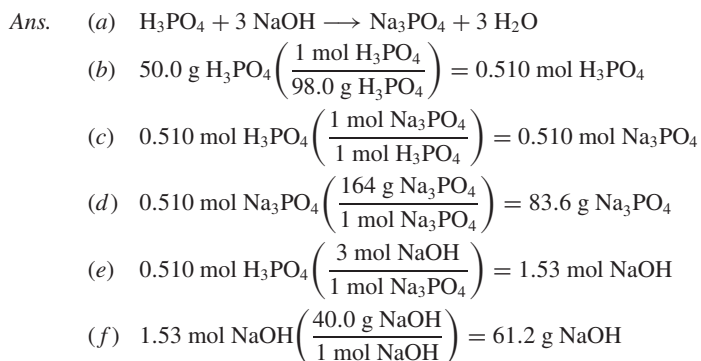 Ans. (a) H₃PO₄ + 3 NaOH ⟶ Na₃PO₄ + 3 H₂O
(b) 50.0 g H₃PO₄(1 mol H₃PO₄/98.0 g H₃PO₄) = 0.510 mol H₃PO₄
(c) 0.510 mol H₃PO₄(1 mol Na₃PO₄/1 mol H₃PO₄) = 0.510 mol Na₃PO₄
(d) 0.510 mol Na₃PO₄(164 g Na₃PO₄/1 mol Na₃PO₄) = 83.6 g Na₃PO₄
(e) 0.510 mol H₃PO₄(3 mol NaOH/1 mol Na₃PO₄) = 1.53 mol NaOH
(f) 1.53 mol NaOH(40.0 g NaOH/1 mol NaOH) = 61.2 g NaOH